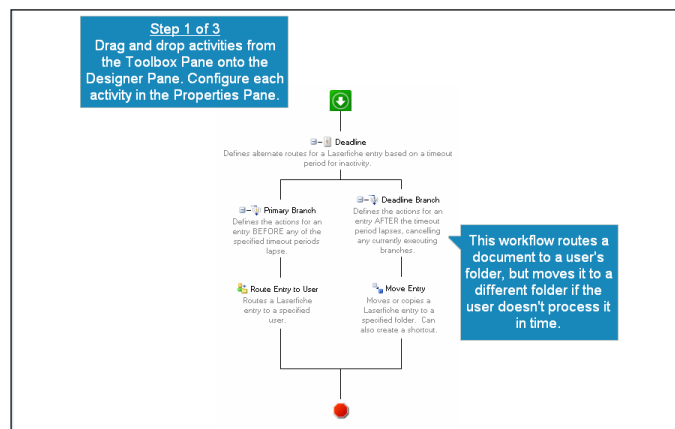 Step 1 of 3
Drag and drop activities from
the Toolbox Pane onto the
Designer Pane. Configure each
activity in the Properties Pane.
Deadline
Defines alternate routes for a Laserfiche entry based on a timeout
period for inactivity.
Primary Branch
Defines the actions for an
entry BEFORE any of the
specified timeout periods
lapse.
Deadline Branch
Defines the actions for an
entry AFTER the timeout
period lapses, cancelling
any currently executing
branches.
This workflow routes a
document to a user's
folder, but moves it to a
different folder if the
user doesn't process it
in time.
Route Entry to User
Routes a Laserfiche
entry to a specified
user.
Move Entry
Moves or copies a
Laserfiche entry to a
specified folder. Can
also create a shortcut.